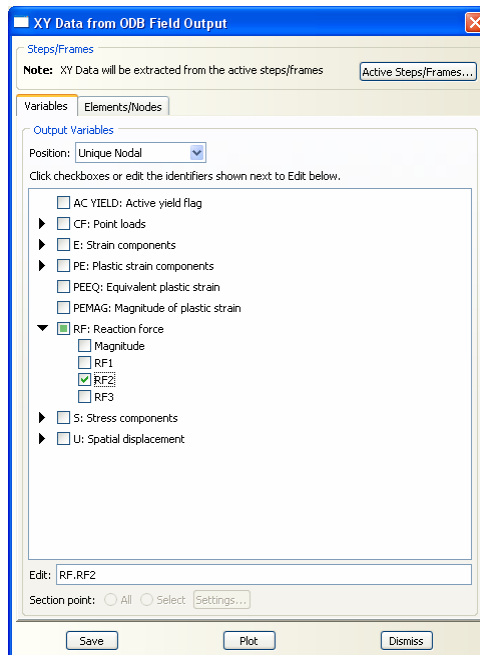 XY Data from ODB Field Output
Steps/Frames
Note: XY Data will be extracted from the active steps/frames
Active Steps/Frames...
Variables
Elements/Nodes
Output Variables
Position: Unique Nodal
Click checkboxes or edit the identifiers shown next to Edit below.
AC YIELD: Active yield flag
CF: Point loads
E: Strain components
PE: Plastic strain components
PEEQ: Equivalent plastic strain
PEMAG: Magnitude of plastic strain
RF: Reaction force
Magnitude
RF1
RF2
RF3
S: Stress components
U: Spatial displacement
Edit: RF.RF2
Section point: All Select Settings...
Save Plot Dismiss